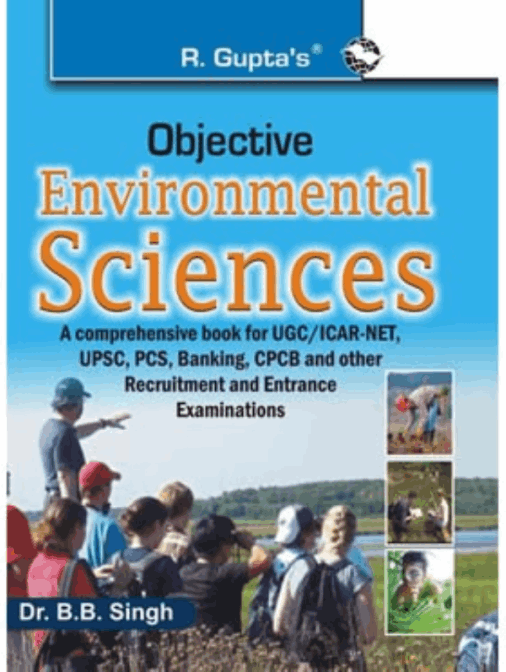 R. Gupta's®
Objective
Environmental
Sciences
A comprehensive book for UGC/ICAR-NET,
UPSC, PCS, Banking, CPCB and other
Recruitment and Entrance
Examinations
Dr. B.B. Singh